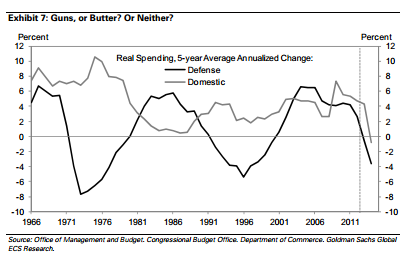 Exhibit 7: Guns, or Butter? Or Neither?
Percent Percent
Real Spending, 5-year Average Annualized Change:
Defense
Domestic
12 12
10 10
8 8
6 6
4 4
2 2
0 0
-2 -2
-4 -4
-6 -6
-8 -8
-10 -10
1966 1971 1976 1981 1986 1991 1996 2001 2006 2011
Source: Office of Management and Budget. Congressional Budget Office. Department of Commerce. Goldman Sachs Global
ECS Research.